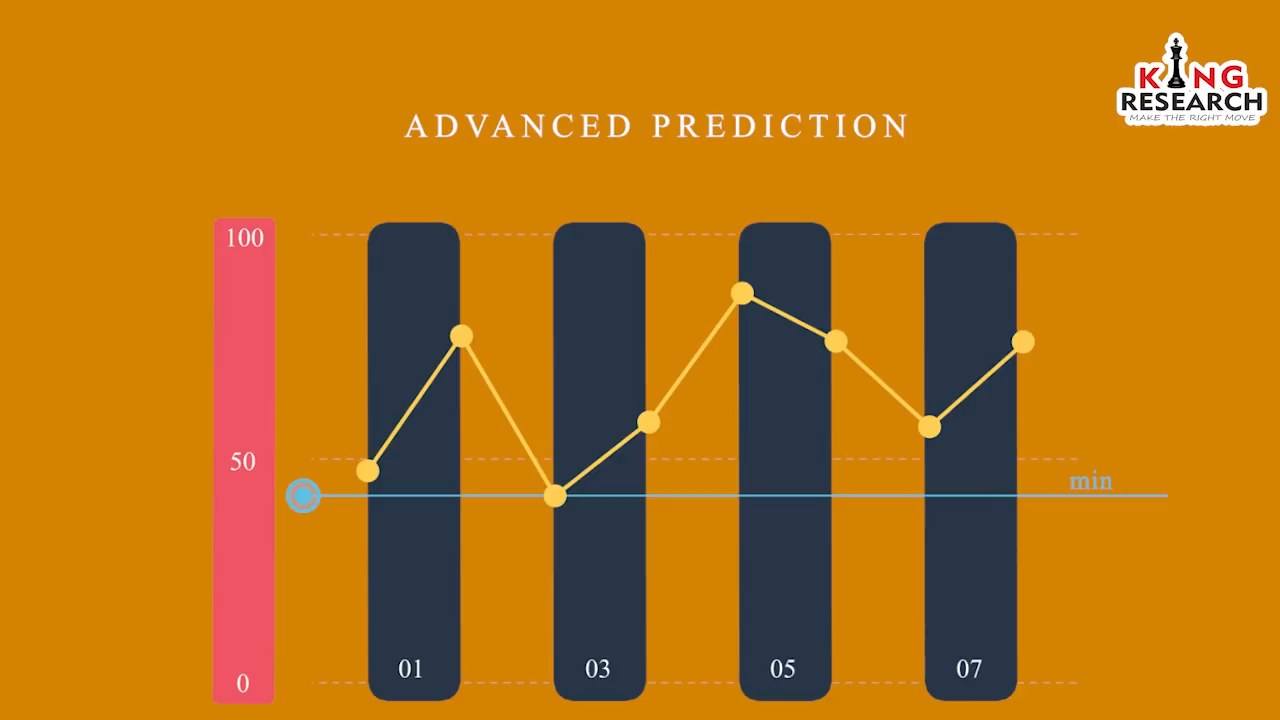 KING
RESEARCH
MAKE THE RIGHT MOVE
ADVANCED PREDICTION
100
50
min
0
01
03
05
07